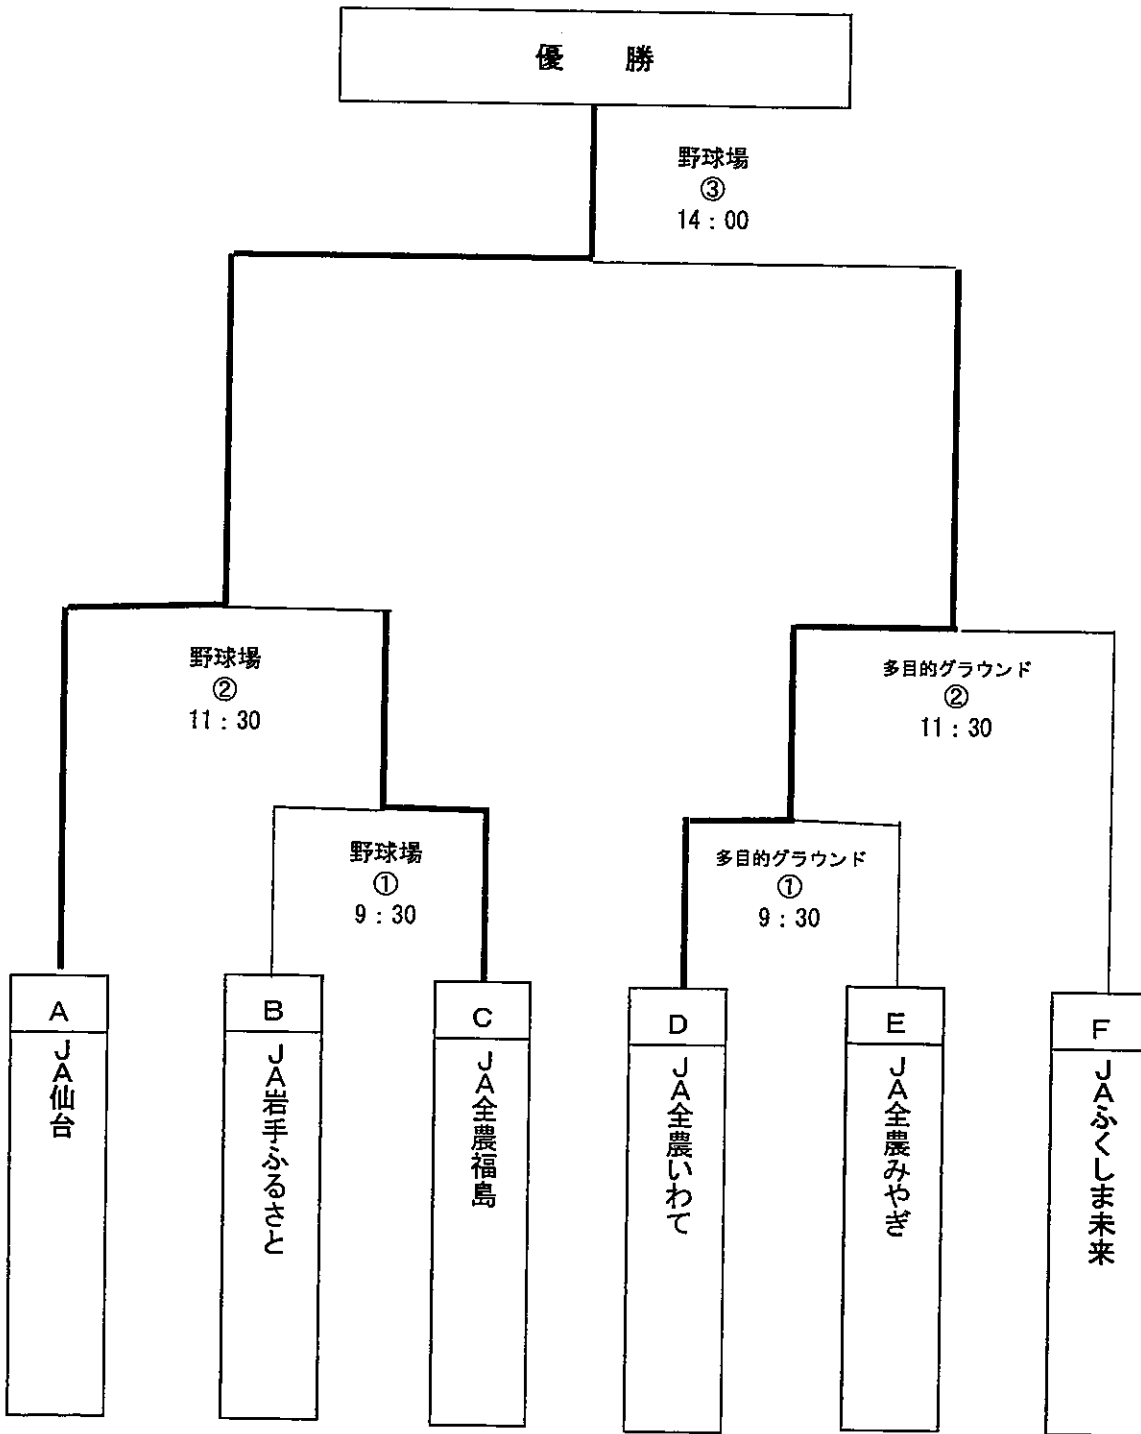 優　勝
野球場
③
14：00
野球場
②
11：30
多目的グラウンド
②
11：30
野球場
①
9：30
多目的グラウンド
①
9：30
A
JA仙台
B
JA岩手ふるさと
C
JA全農福島
D
JA全農いわて
E
JA全農みやぎ
F
JAふくしま未来